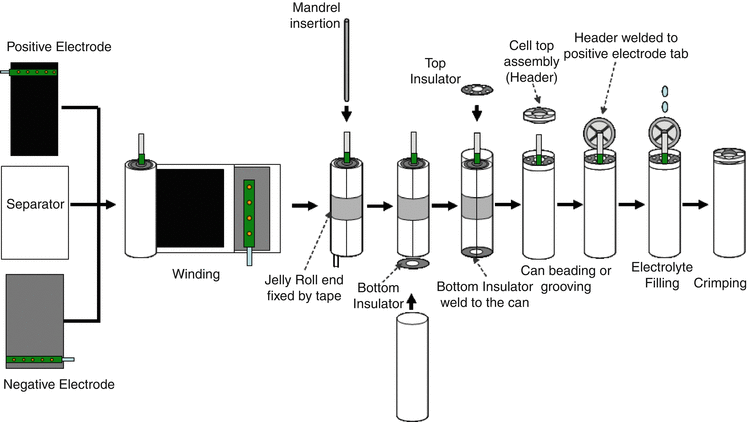 Mandrel
insertion
Positive Electrode
Separator
Negative Electrode
Winding
Jelly Roll end
fixed by tape
Bottom
Insulator
Top
Insulator
Bottom Insulator
weld to the can
Cell top
assembly
(Header)
Can beading or
grooving
Header welded to
positive electrode tab
Electrolyte
Filling
Crimping